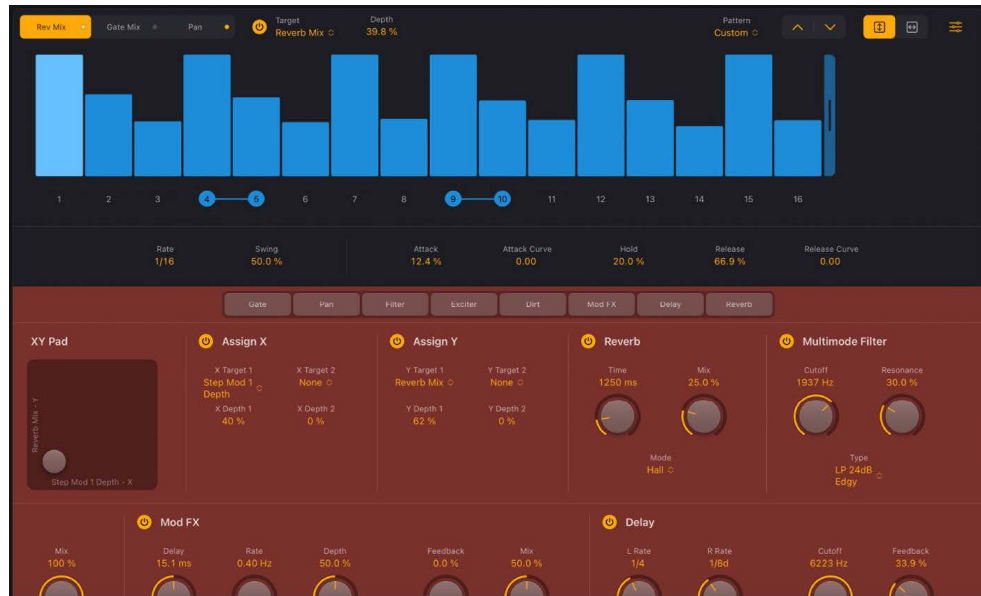 Rev Mix
Gate Mix
Pan
Target
Reverb Mix
Depth
39.8 %
Pattern
Custom
1 2 3 4 5 6 7 8 9 10 11 12 13 14 15 16
Rate
1/16
Swing
50.0 %
Attack
12.4 %
Attack Curve
0.00
Hold
20.0 %
Release
66.9 %
Release Curve
0.00
Gate
Pan
Filter
Exciter
Dirt
Mod FX
Delay
Reverb
XY Pad
Reverb Mix - Y
Step Mod 1 Depth - X
Assign X
X Target 1
Step Mod 1
Depth
X Target 2
None
X Depth 1
40 %
X Depth 2
0 %
Assign Y
Y Target 1
Reverb Mix
Y Target 2
None
Y Depth 1
62 %
Y Depth 2
0 %
Reverb
Time
1250 ms
Mix
25.0 %
Mode
Hall
Multimode Filter
Cutoff
1937 Hz
Resonance
30.0 %
Type
LP 24dB
Edgy
Mix
100 %
Mod FX
Delay
15.1 ms
Rate
0.40 Hz
Depth
50.0 %
Feedback
0.0 %
Mix
50.0 %
Delay
L Rate
1/4
R Rate
1/8d
Cutoff
6223 Hz
Feedback
33.9 %